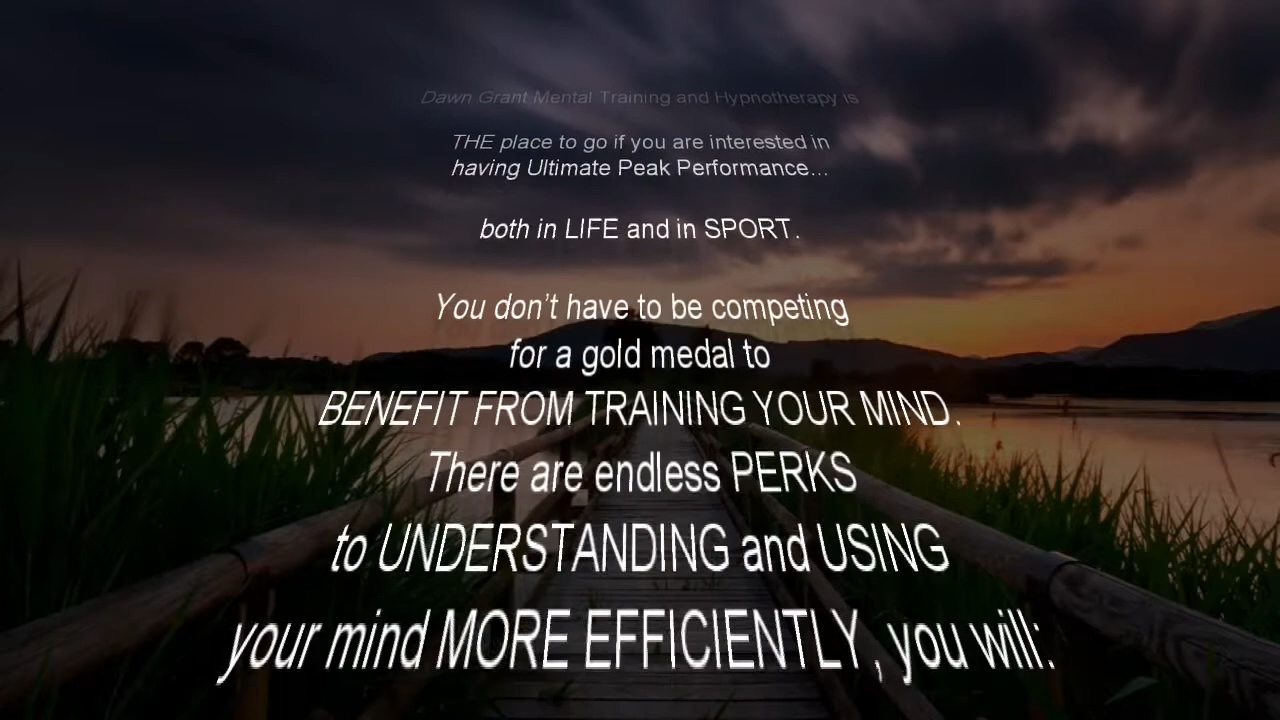 Dawn Grant Mental Training and Hypnotherapy is
THE place to go if you are interested in
having Ultimate Peak Performance...
both in LIFE and in SPORT.
You don't have to be competing
for a gold medal to
BENEFIT FROM TRAINING YOUR MIND.
There are endless PERKS
to UNDERSTANDING and USING
your mind MORE EFFICIENTLY, you will: